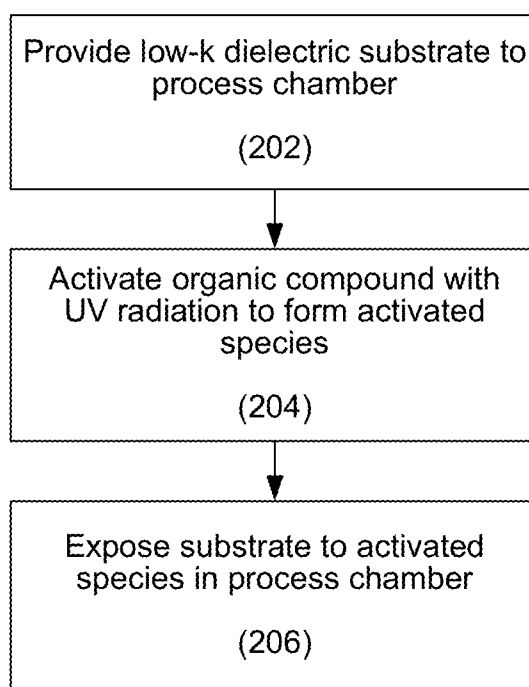 Provide low-k dielectric substrate to
process chamber
(202)
Activate organic compound with
UV radiation to form activated
species
(204)
Expose substrate to activated
species in process chamber
(206)